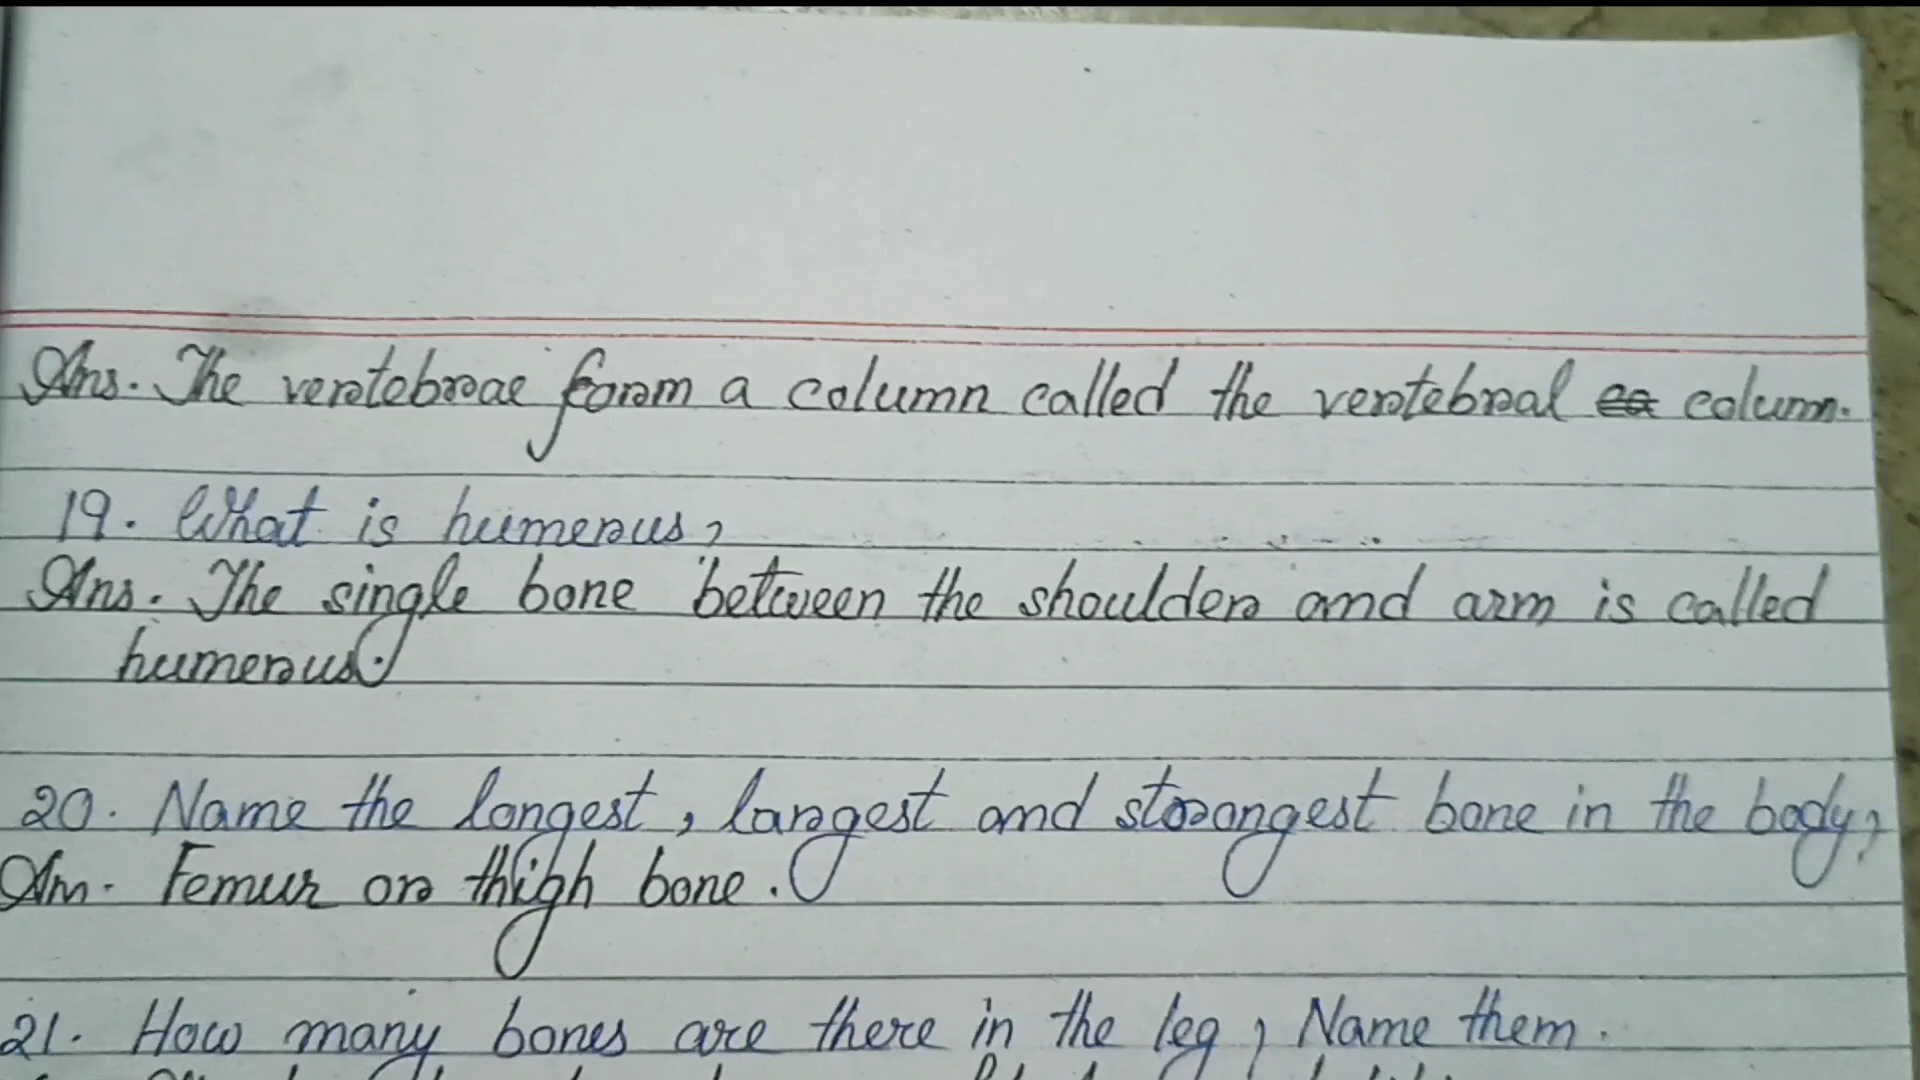 Ans. The vertebrae form a column called the vertebral column.
19. What is humerus?
Ans. The single bone between the shoulder and arm is called
humerus.
20. Name the longest, largest and strongest bone in the body?
Ans. Femur or thigh bone.
21. How many bones are there in the leg? Name them.